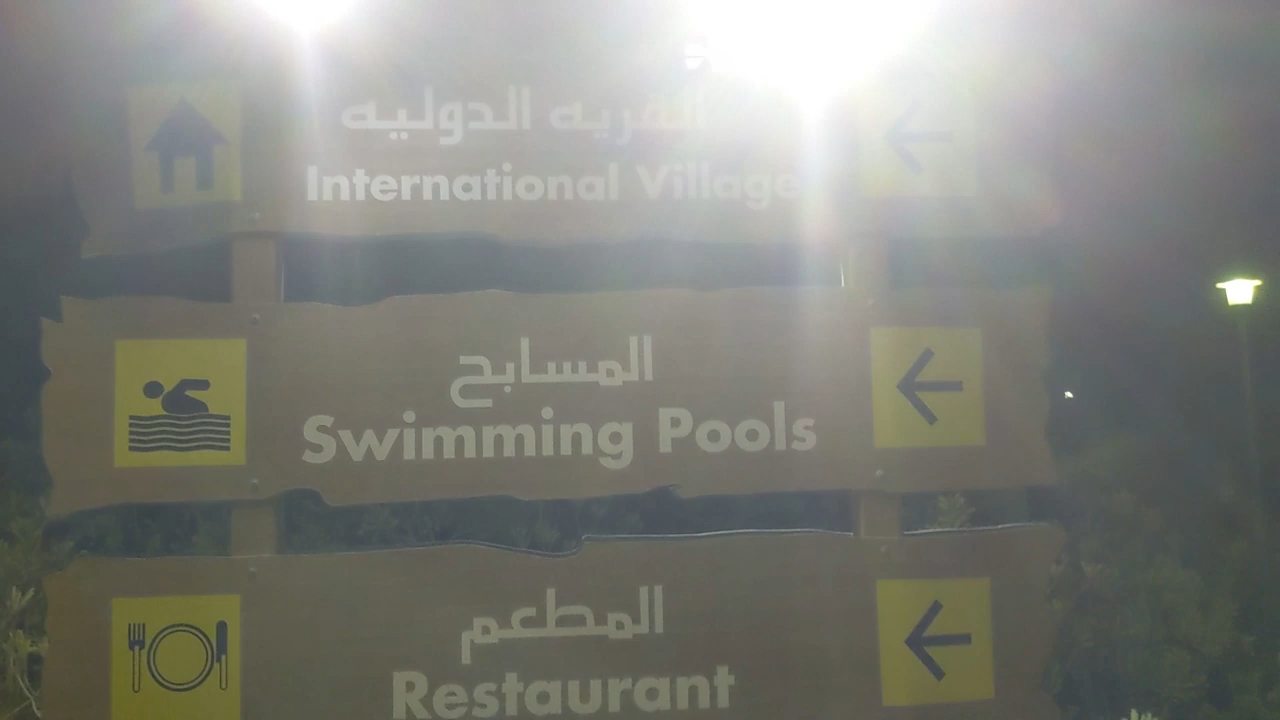 القريه الدوليه
International Village
المسابح
Swimming Pools
المطعم
Restaurant